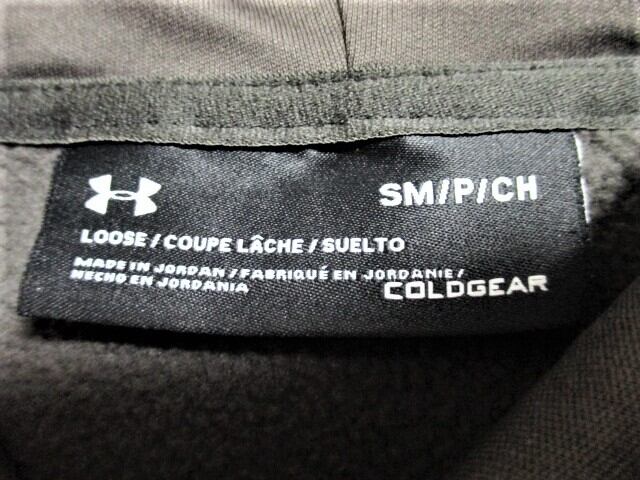 SM/P/CH
LOOSE / COUPE LÂCHE / SUELTO
MADE IN JORDAN / FABRIQUÉ EN JORDANIE /
HECHO EN JORDANIA
COLDGEAR